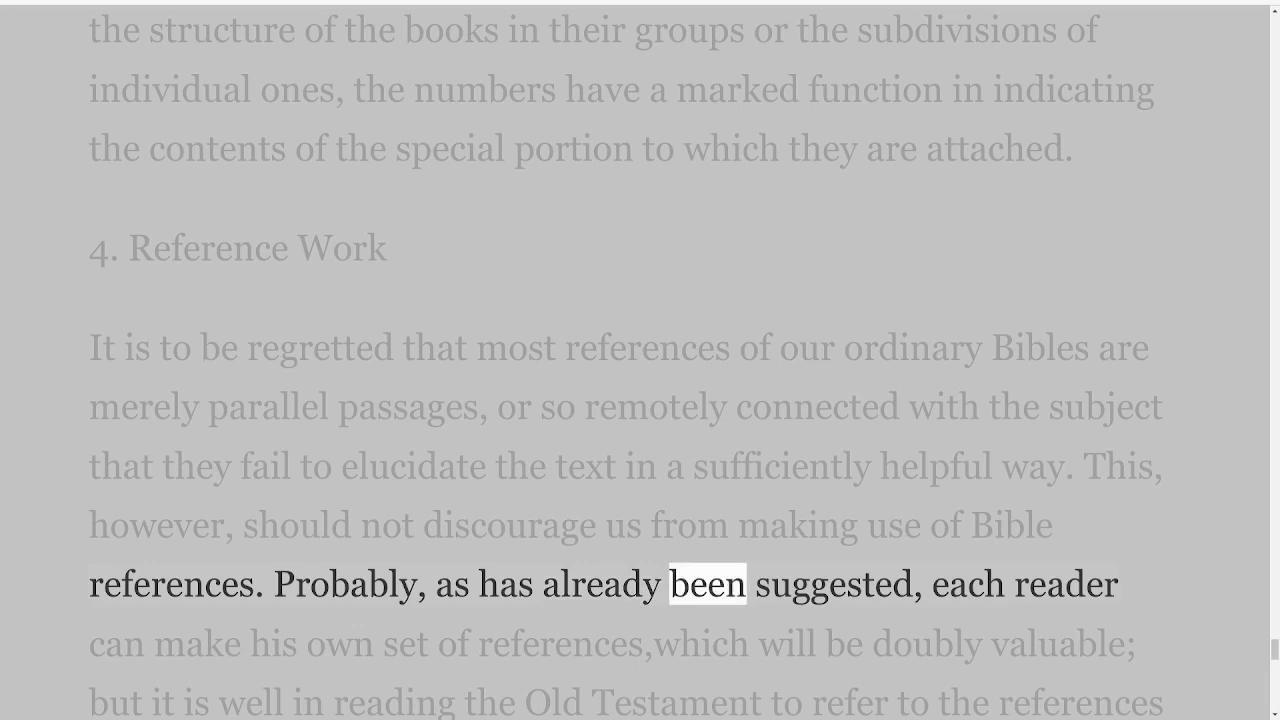 the structure of the books in their groups or the subdivisions of
individual ones, the numbers have a marked function in indicating
the contents of the special portion to which they are attached.
4. Reference Work
It is to be regretted that most references of our ordinary Bibles are
merely parallel passages, or so remotely connected with the subject
that they fail to elucidate the text in a sufficiently helpful way. This,
however, should not discourage us from making use of Bible
references. Probably, as has already been suggested, each reader
can make his own set of references,which will be doubly valuable;
but it is well in reading the Old Testament to refer to the references